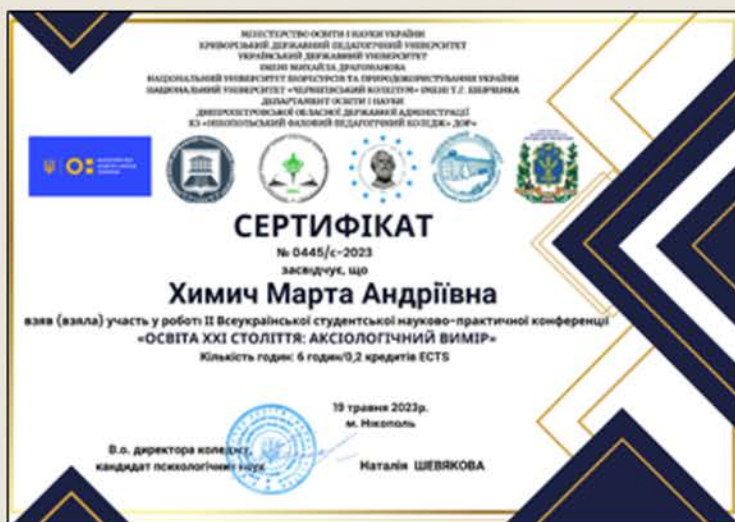 МІНІСТЕРСТВО ОСВІТИ І НАУКИ УКРАЇНИ
КРИВОРІЗЬКИЙ ДЕРЖАВНИЙ ПЕДАГОГІЧНИЙ УНІВЕРСИТЕТ
УКРАЇНСЬКИЙ ДЕРЖАВНИЙ УНІВЕРСИТЕТ
ІМЕНІ МИХАЙЛА ДРАГОМАНОВА
НАЦІОНАЛЬНИЙ УНІВЕРСИТЕТ БІОРЕСУРСІВ ТА ПРИРОДОКОРИСТУВАННЯ УКРАЇНИ
НАЦІОНАЛЬНИЙ УНІВЕРСИТЕТ «ЧЕРНІГІВСЬКИЙ КОЛЕГІУМ» ІМЕНІ Т.Г. ШЕВЧЕНКА
ДЕПАРТАМЕНТ ОСВІТИ І НАУКИ
ДНІПРОПЕТРОВСЬКОЇ ОБЛАСНОЇ ДЕРЖАВНОЇ АДМІНІСТРАЦІЇ
КЗ «НІКОПОЛЬСЬКИЙ ФАХОВИЙ ПЕДАГОГІЧНИЙ КОЛЕДЖ» ДОР»
СЕРТИФІКАТ
№ 0445/с-2023
засвідчує, що
Химич Марта Андріївна
взяв (взяла) участь у роботі ІІ Всеукраїнської студентської науково-практичної конференції
«ОСВІТА ХХІ СТОЛІТТЯ: АКСІОЛОГІЧНИЙ ВИМІР»
Кількість годин: 6 годин/0,2 кредитів ECTS
19 травня 2023р.
м. Нікополь
В.о. директора коледжу,
кандидат психологічних наук
Наталія ШЕВЯКОВА